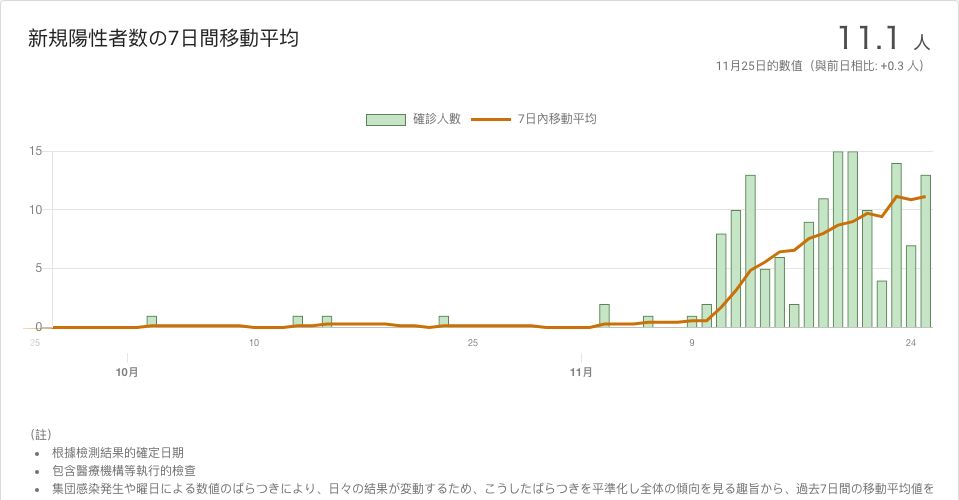 新規陽性者数の7日間移動平均
11.1 人
11月25日的數值（與前日相比: +0.3 人）
確診人數 7日內移動平均
15
10
5
0
25 10 25 9 24
10月 11月
（註）
• 根據檢測結果的確定日期
• 包含醫療機構等執行的檢查
• 集団感染発生や曜日による数値のばらつきにより、日々の結果が変動するため、こうしたばらつきを平準化し全体の傾向を見る趣旨から、過去7日間の移動平均値を